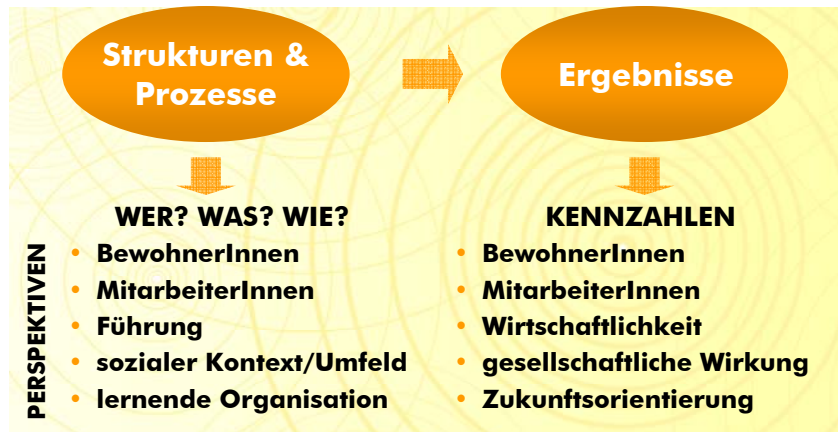 Strukturen &
Prozesse
Ergebnisse
WER? WAS? WIE?
PERSPEKTIVEN
• BewohnerInnen
• MitarbeiterInnen
• Führung
• sozialer Kontext/Umfeld
• lernende Organisation
KENNZAHLEN
• BewohnerInnen
• MitarbeiterInnen
• Wirtschaftlichkeit
• gesellschaftliche Wirkung
• Zukunftsorientierung